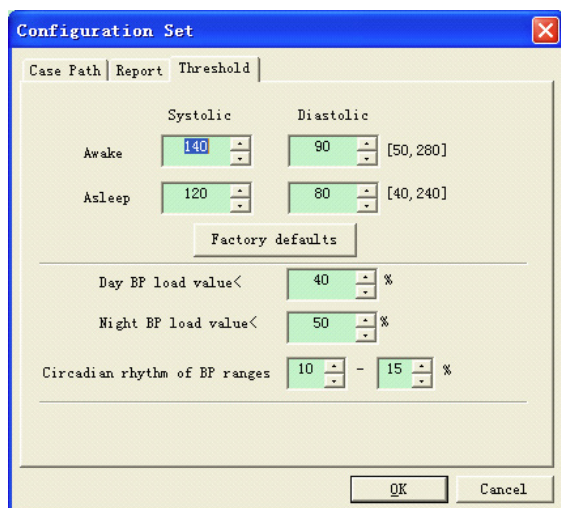 Configuration Set
Case Path Report Threshold
Systolic Diastolic
Awake 140 90 [50, 280]
Asleep 120 80 [40, 240]
Factory defaults
Day BP load value< 40 %
Night BP load value< 50 %
Circadian rhythm of BP ranges 10 - 15 %
OK Cancel